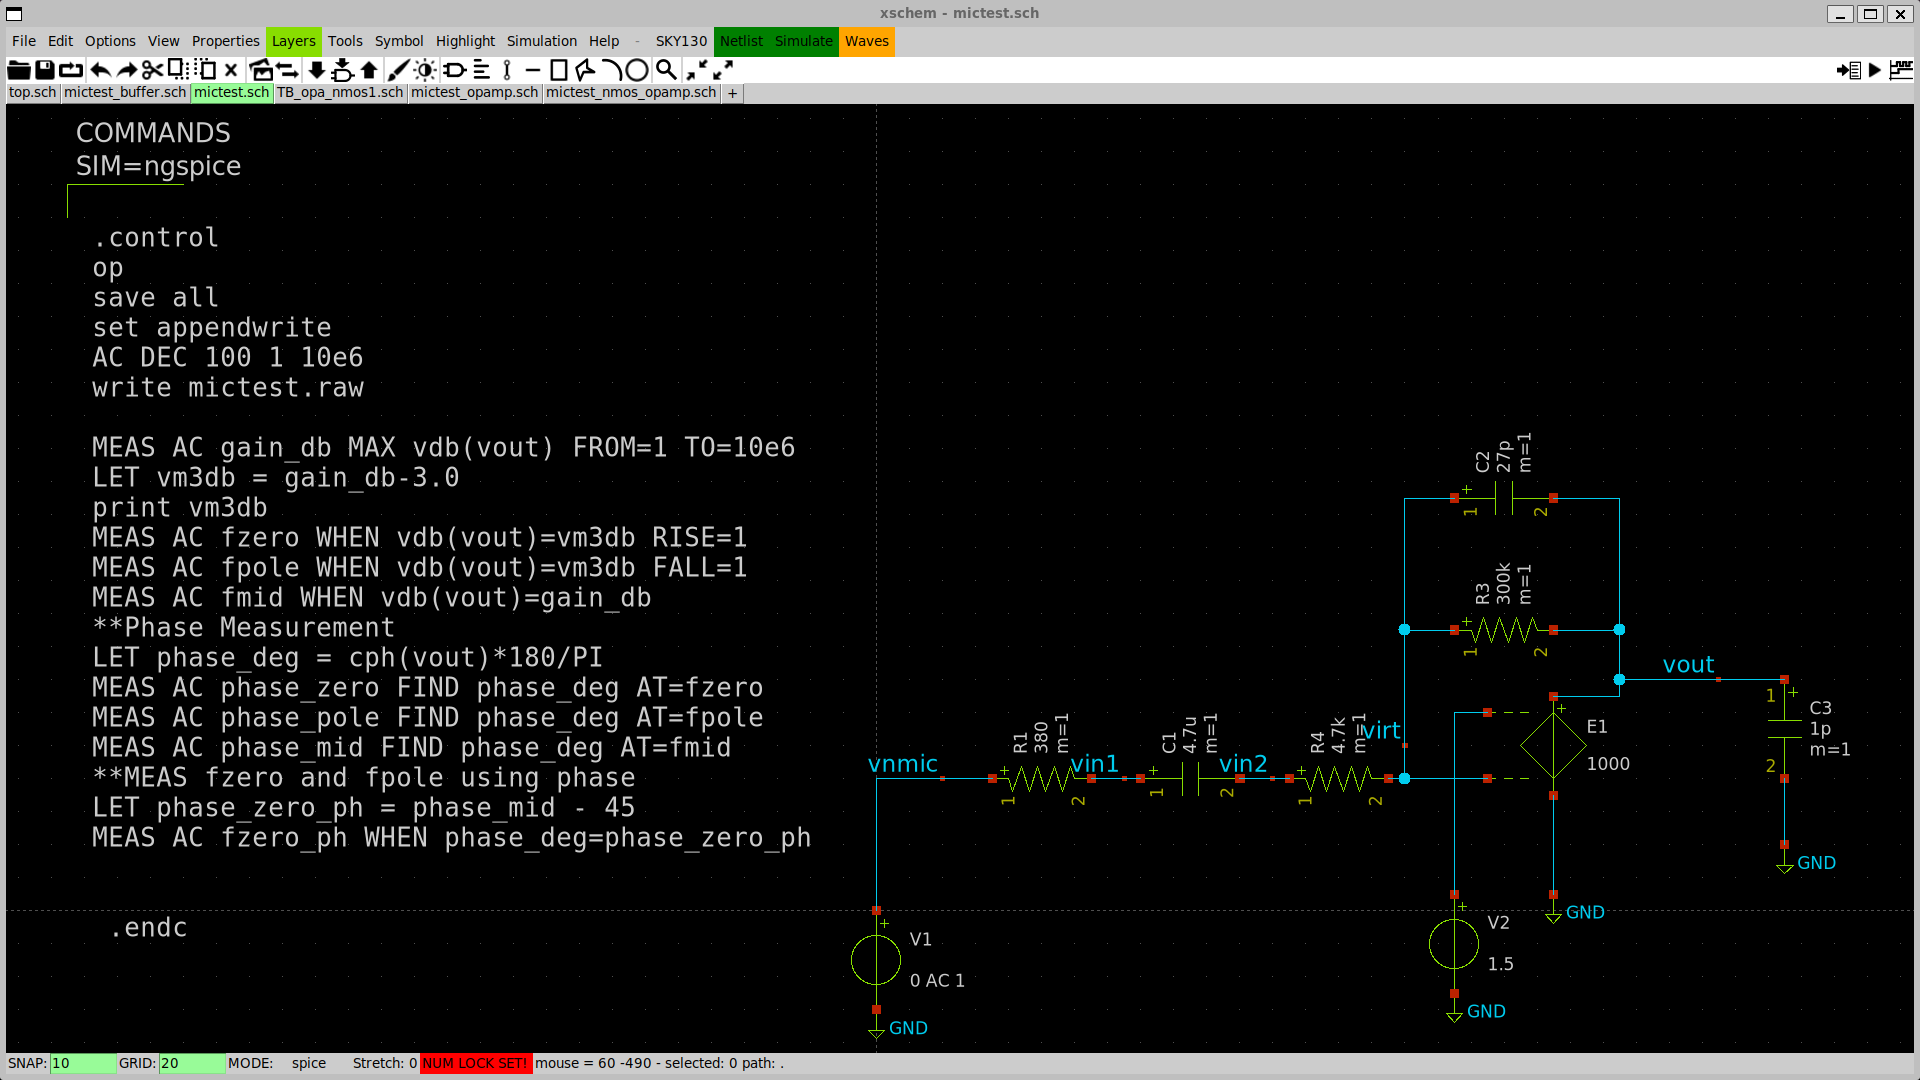 xschem - mictest.sch
File Edit Options View Properties Layers Tools Symbol Highlight Simulation Help - SKY130 Netlist Simulate Waves
top.sch mictest_buffer.sch mictest.sch TB_opa_nmos1.sch mictest_opamp.sch mictest_nmos_opamp.sch +
COMMANDS
SIM=ngspice
.control
op
save all
set appendwrite
AC DEC 100 1 10e6
write mictest.raw
MEAS AC gain_db MAX vdb(vout) FROM=1 TO=10e6
LET vm3db = gain_db-3.0
print vm3db
MEAS AC fzero WHEN vdb(vout)=vm3db RISE=1
MEAS AC fpole WHEN vdb(vout)=vm3db FALL=1
MEAS AC fmid WHEN vdb(vout)=gain_db
**Phase Measurement
LET phase_deg = cph(vout)*180/PI
MEAS AC phase_zero FIND phase_deg AT=fzero
MEAS AC phase_pole FIND phase_deg AT=fpole
MEAS AC phase_mid FIND phase_deg AT=fmid
**MEAS fzero and fpole using phase
LET phase_zero_ph = phase_mid - 45
MEAS AC fzero_ph WHEN phase_deg=phase_zero_ph
.endc
C2
27p
m=1
+
1
2
R3
300k
m=1
+
1
2
vnmic
R1
380
m=1
+
1
2
vin1
C1
4.7u
m=1
+
1
2
vin2
R4
4.7k
m=1
+
1
2
virt
vout
+
E1
1000
1
+
2
C3
1p
m=1
GND
GND
+
V1
0 AC 1
GND
+
V2
1.5
GND
SNAP: 10 GRID: 20 MODE: spice Stretch: 0 NUM LOCK SET! mouse = 60 -490 - selected: 0 path: .